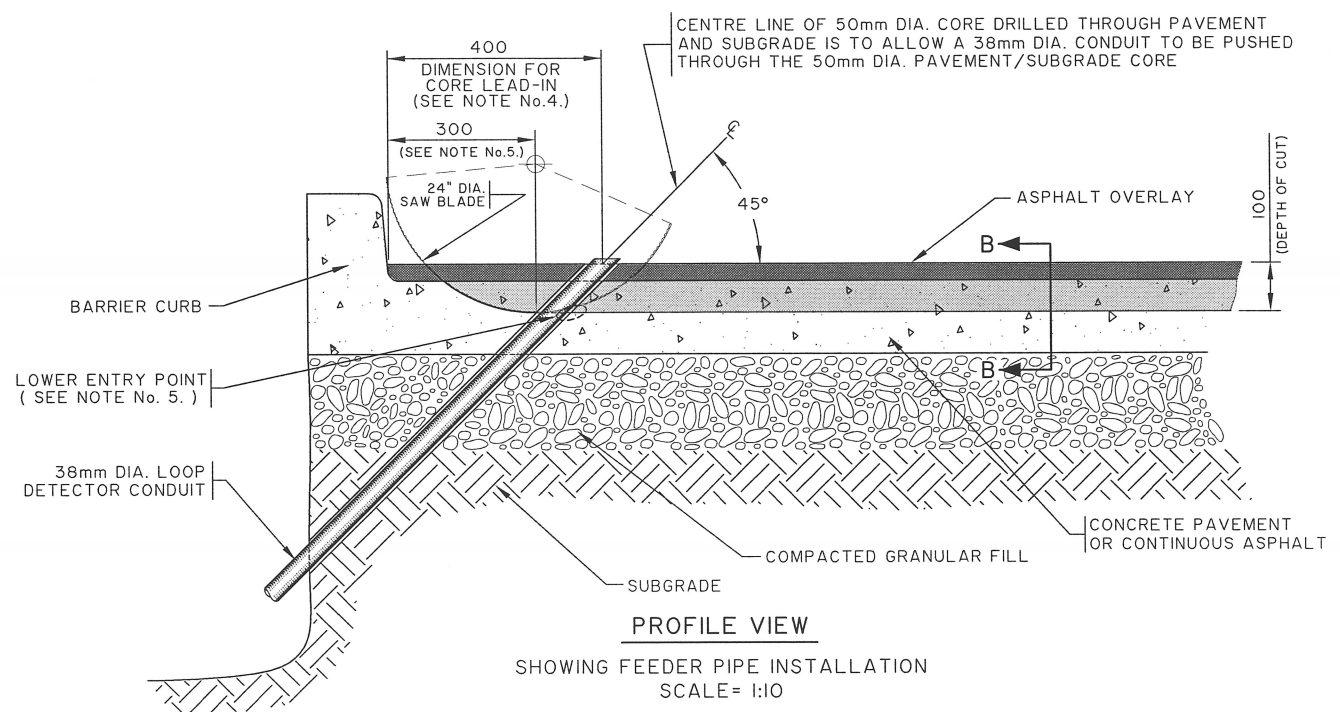 CENTRE LINE OF 50mm DIA. CORE DRILLED THROUGH PAVEMENT
AND SUBGRADE IS TO ALLOW A 38mm DIA. CONDUIT TO BE PUSHED
THROUGH THE 50mm DIA. PAVEMENT/SUBGRADE CORE
400
DIMENSION FOR
CORE LEAD-IN
(SEE NOTE No.4.)
300
(SEE NOTE No.5.)
24" DIA.
SAW BLADE
℄
45°
ASPHALT OVERLAY
100
(DEPTH OF CUT)
B
BARRIER CURB
B
LOWER ENTRY POINT
( SEE NOTE No. 5. )
38mm DIA. LOOP
DETECTOR CONDUIT
CONCRETE PAVEMENT
OR CONTINUOUS ASPHALT
COMPACTED GRANULAR FILL
SUBGRADE
PROFILE VIEW
SHOWING FEEDER PIPE INSTALLATION
SCALE= 1:10